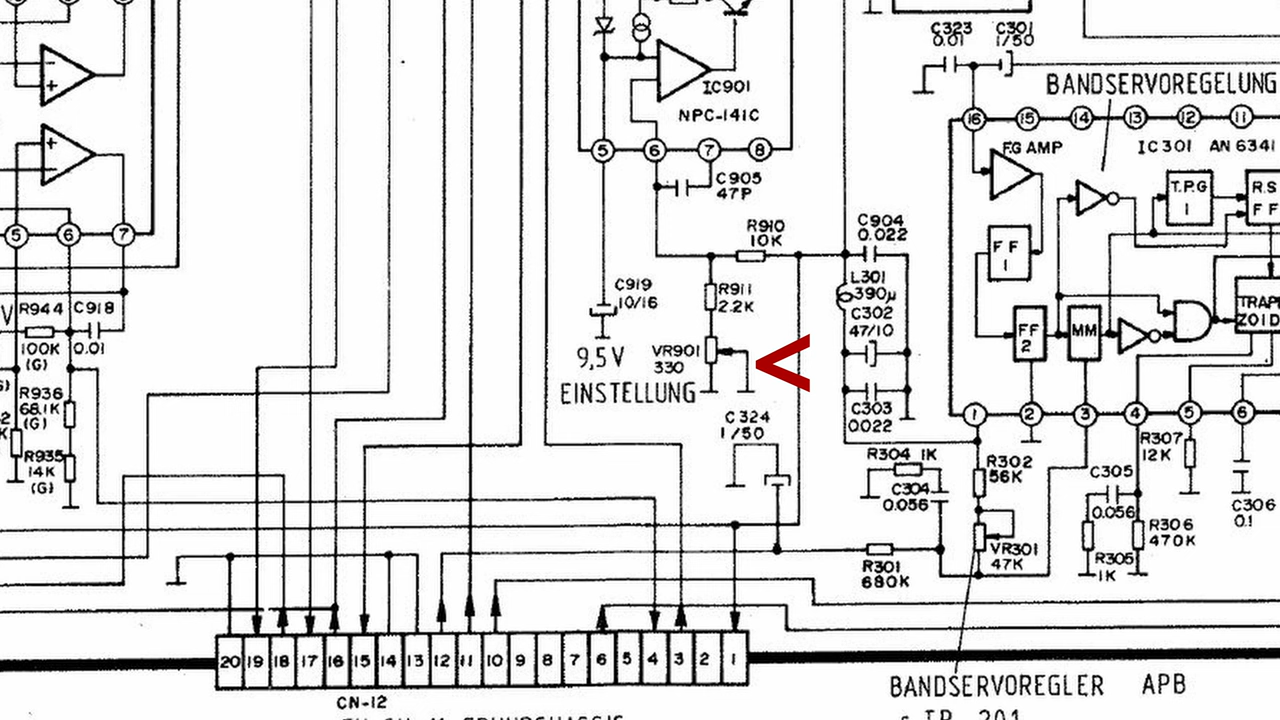 C323
0.01
C301
1/50
BANDSERVOREGELUNG
IC901
NPC-141C
16 15 14 13 12 11
F.G AMP
IC301 AN6341
5 6 7 8
C905
47P
T.P.G
1
R.S
F F
5 6 7
R910
10K
C904
0.022
F F
1
L301
390μ
C919
10/16
R911
2.2K
R944
C918
C302
47/10
FF
2
MM
TRAP
ZOID
V
100K
(G)
0.01
9,5V
EINSTELLUNG
VR901
330
<
R936
68.1K
(G)
C303
0022
C324
1/50
1 2 3 4 5 6
R935
14K
(G)
R304 1K
R302
56K
R307
12K
C305
0.056
C304
0.056
C306
0.1
R306
470K
VR301
47K
R301
680K
R305
1K
20 19 18 17 16 15 14 13 12 11 10 9 8 7 6 5 4 3 2 1
CN-12
BANDSERVOREGLER APB